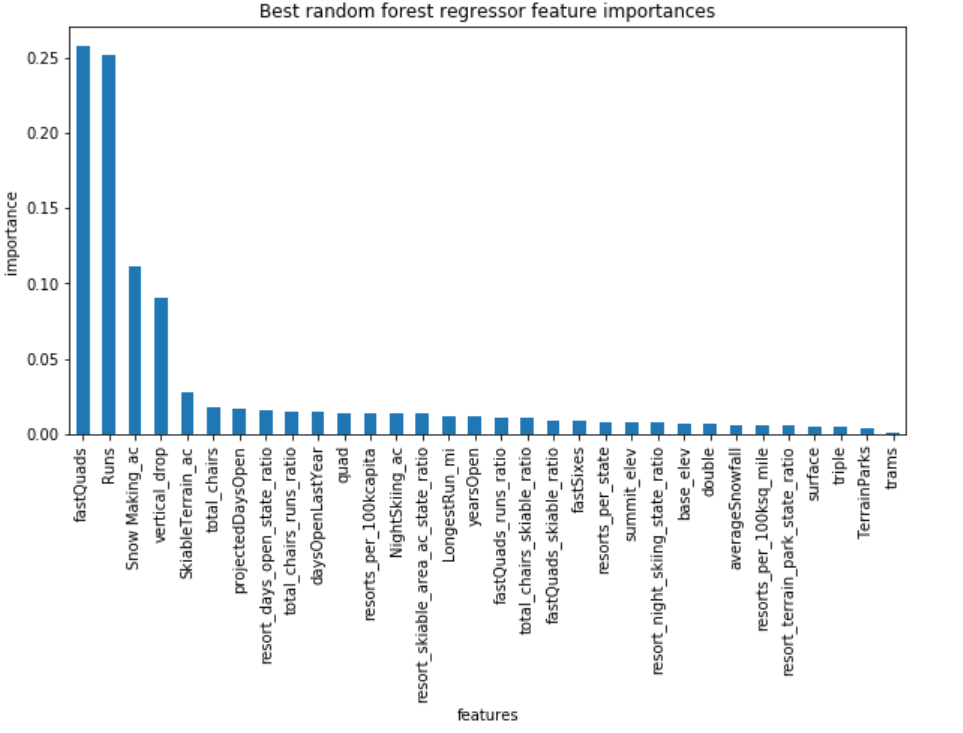 Best random forest regressor feature importances
importance
0.25
0.20
0.15
0.10
0.05
0.00
fastQuads
Runs
Snow Making_ac
vertical_drop
SkiableTerrain_ac
total_chairs
projectedDaysOpen
resort_days_open_state_ratio
total_chairs_runs_ratio
daysOpenLastYear
quad
resorts_per_100kcapita
NightSkiing_ac
resort_skiable_area_ac_state_ratio
LongestRun_mi
yearsOpen
fastQuads_runs_ratio
total_chairs_skiable_ratio
fastQuads_skiable_ratio
fastSixes
resorts_per_state
summit_elev
resort_night_skiing_state_ratio
base_elev
double
averageSnowfall
resorts_per_100ksq_mile
resort_terrain_park_state_ratio
surface
triple
TerrainParks
trams
features